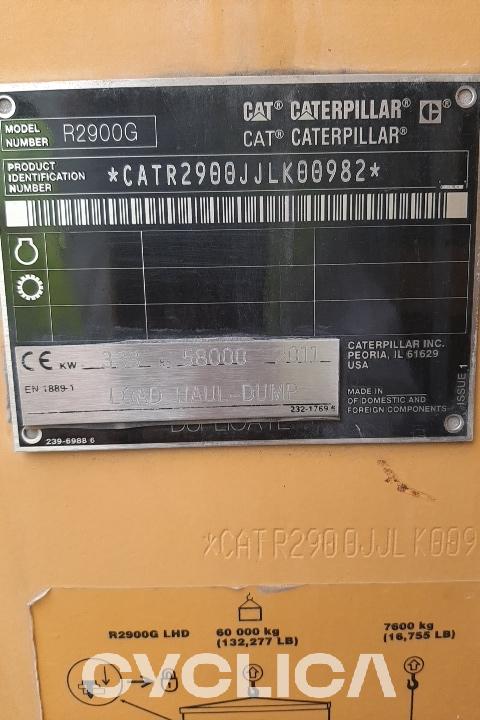 CAT® CATERPILLAR®
MODEL NUMBER R2900G
CAT® CATERPILLAR®
PRODUCT IDENTIFICATION NUMBER *CATR2900JJLK00982*
CE KW 58000 2011
EN 1889-1 LOAD HAUL-DUMP
232-1769
CATERPILLAR INC.
PEORIA, IL 61629
USA
MADE IN
OF DOMESTIC AND
FOREIGN COMPONENTS
ISSUE 1
239-6988 6
DUPLICATE
*CATR2900JJLK009
R2900G LHD
60 000 kg
(132,277 LB)
7600 kg
(16,755 LB)
CYCLICA